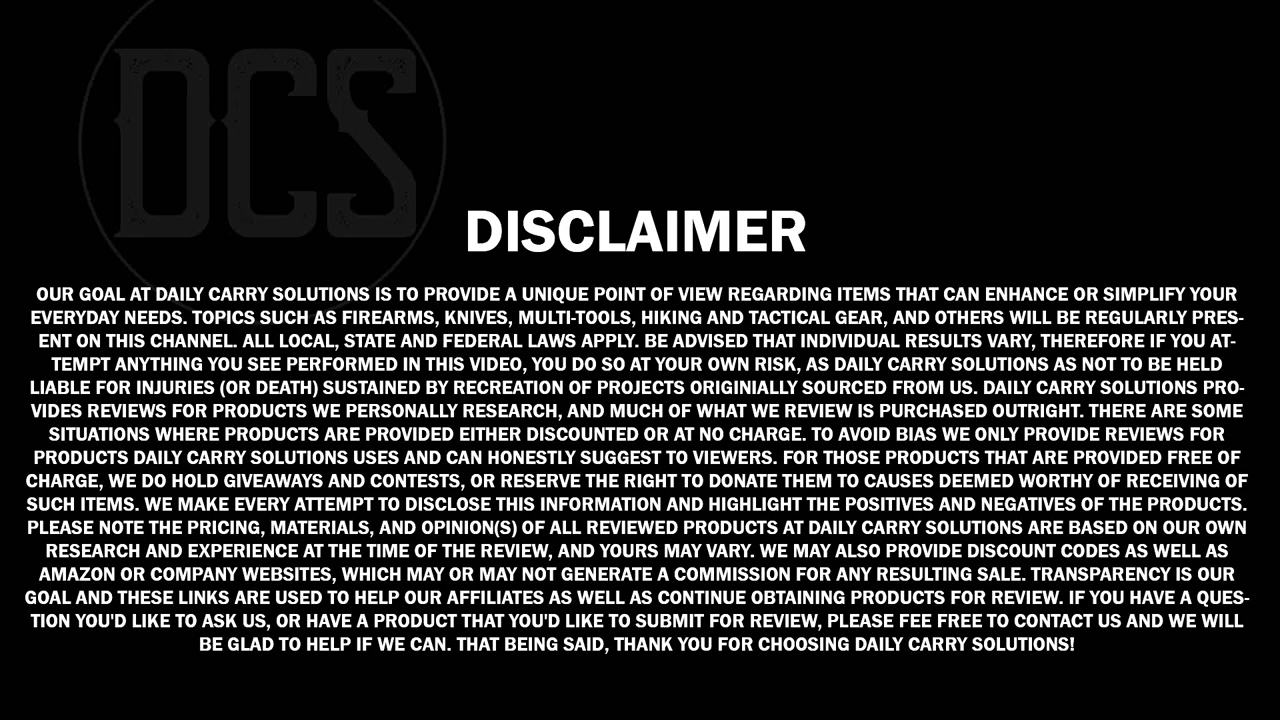 DCS
DISCLAIMER
OUR GOAL AT DAILY CARRY SOLUTIONS IS TO PROVIDE A UNIQUE POINT OF VIEW REGARDING ITEMS THAT CAN ENHANCE OR SIMPLIFY YOUR
EVERYDAY NEEDS. TOPICS SUCH AS FIREARMS, KNIVES, MULTI-TOOLS, HIKING AND TACTICAL GEAR, AND OTHERS WILL BE REGULARLY PRES-
ENT ON THIS CHANNEL. ALL LOCAL, STATE AND FEDERAL LAWS APPLY. BE ADVISED THAT INDIVIDUAL RESULTS VARY, THEREFORE IF YOU AT-
TEMPT ANYTHING YOU SEE PERFORMED IN THIS VIDEO, YOU DO SO AT YOUR OWN RISK, AS DAILY CARRY SOLUTIONS AS NOT TO BE HELD
LIABLE FOR INJURIES (OR DEATH) SUSTAINED BY RECREATION OF PROJECTS ORIGINIALLY SOURCED FROM US. DAILY CARRY SOLUTIONS PRO-
VIDES REVIEWS FOR PRODUCTS WE PERSONALLY RESEARCH, AND MUCH OF WHAT WE REVIEW IS PURCHASED OUTRIGHT. THERE ARE SOME
SITUATIONS WHERE PRODUCTS ARE PROVIDED EITHER DISCOUNTED OR AT NO CHARGE. TO AVOID BIAS WE ONLY PROVIDE REVIEWS FOR
PRODUCTS DAILY CARRY SOLUTIONS USES AND CAN HONESTLY SUGGEST TO VIEWERS. FOR THOSE PRODUCTS THAT ARE PROVIDED FREE OF
CHARGE, WE DO HOLD GIVEAWAYS AND CONTESTS, OR RESERVE THE RIGHT TO DONATE THEM TO CAUSES DEEMED WORTHY OF RECEIVING OF
SUCH ITEMS. WE MAKE EVERY ATTEMPT TO DISCLOSE THIS INFORMATION AND HIGHLIGHT THE POSITIVES AND NEGATIVES OF THE PRODUCTS.
PLEASE NOTE THE PRICING, MATERIALS, AND OPINION(S) OF ALL REVIEWED PRODUCTS AT DAILY CARRY SOLUTIONS ARE BASED ON OUR OWN
RESEARCH AND EXPERIENCE AT THE TIME OF THE REVIEW, AND YOURS MAY VARY. WE MAY ALSO PROVIDE DISCOUNT CODES AS WELL AS
AMAZON OR COMPANY WEBSITES, WHICH MAY OR MAY NOT GENERATE A COMMISSION FOR ANY RESULTING SALE. TRANSPARENCY IS OUR
GOAL AND THESE LINKS ARE USED TO HELP OUR AFFILIATES AS WELL AS CONTINUE OBTAINING PRODUCTS FOR REVIEW. IF YOU HAVE A QUES-
TION YOU'D LIKE TO ASK US, OR HAVE A PRODUCT THAT YOU'D LIKE TO SUBMIT FOR REVIEW, PLEASE FEE FREE TO CONTACT US AND WE WILL
BE GLAD TO HELP IF WE CAN. THAT BEING SAID, THANK YOU FOR CHOOSING DAILY CARRY SOLUTIONS!